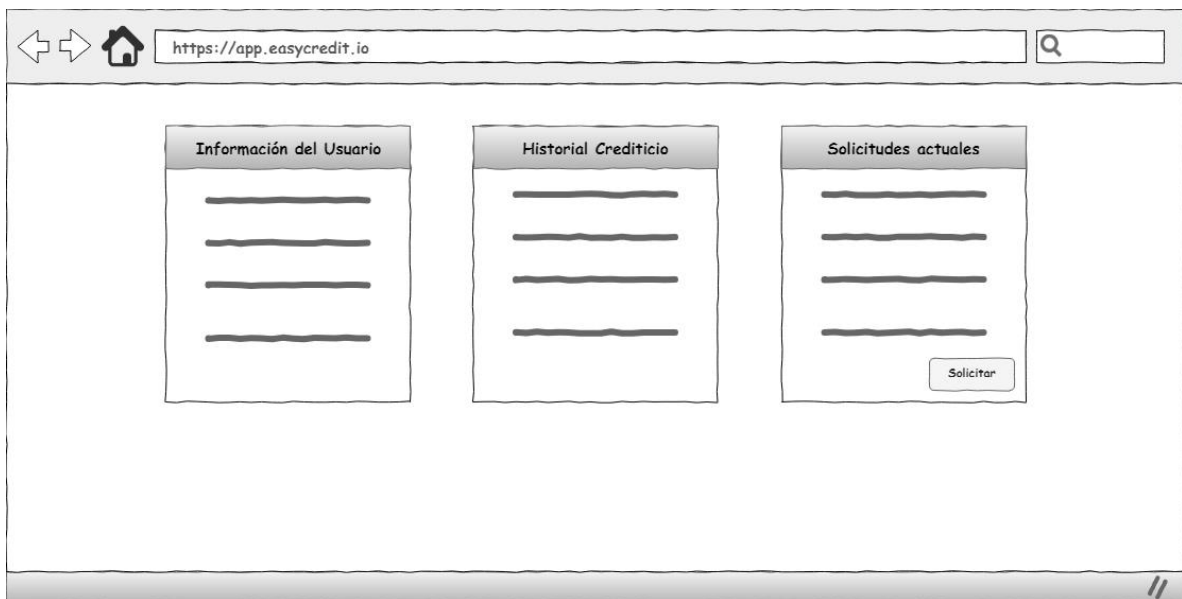 https://app.easycredit.io
Información del Usuario
Historial Crediticio
Solicitudes actuales
Solicitar